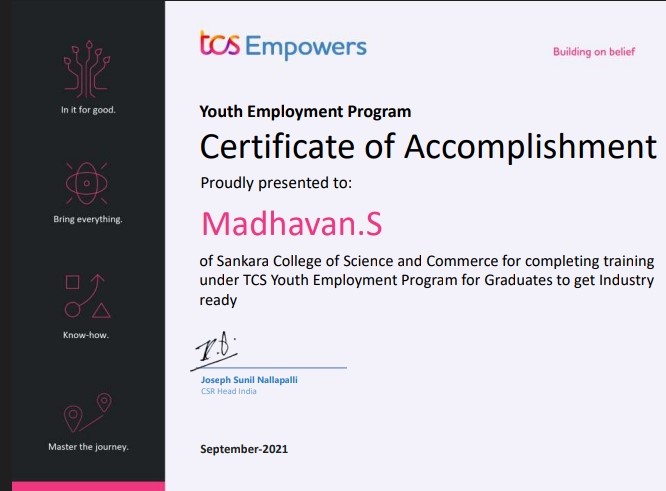 tcs Empowers
Building on belief
Youth Employment Program
Certificate of Accomplishment
Proudly presented to:
Madhavan.S
of Sankara College of Science and Commerce for completing training
under TCS Youth Employment Program for Graduates to get Industry
ready
Joseph Sunil Nallapalli
CSR Head India
September-2021
In it for good.
Bring everything.
Know-how.
Master the journey.